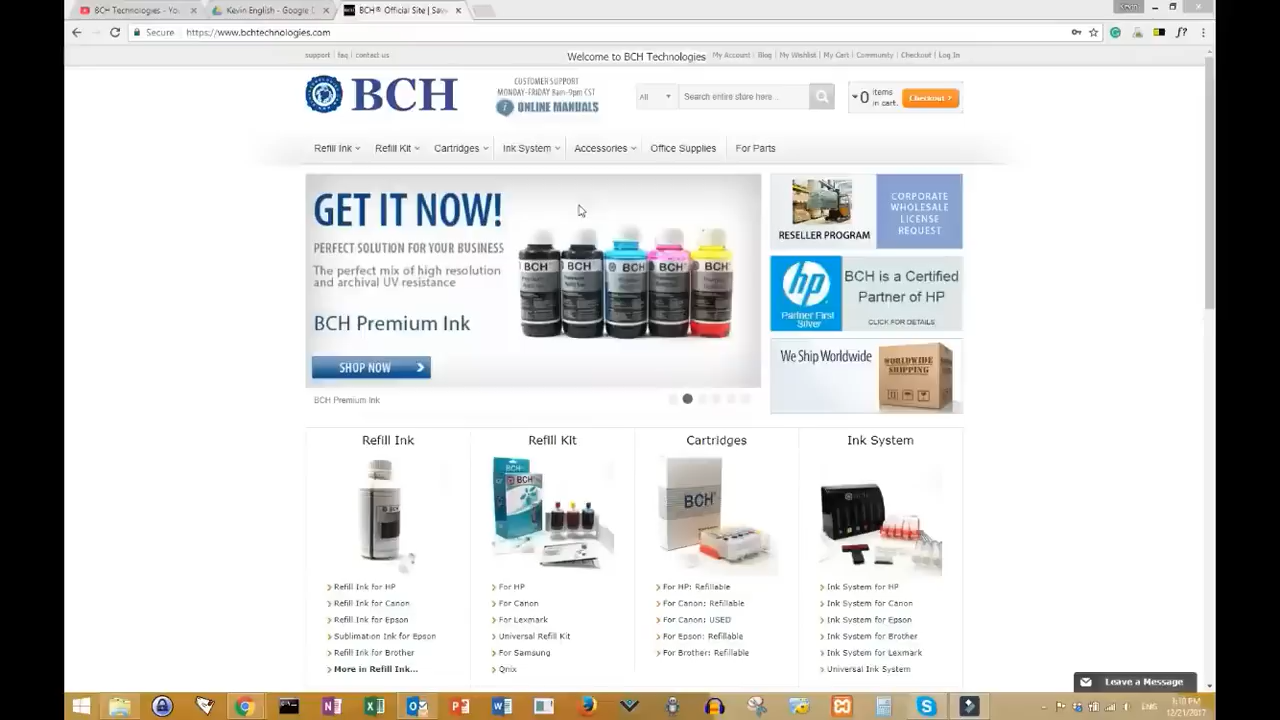 BCH Technologies - You
Kevin English - Google D
BCH® Official Site | Sav
Secure
https://www.bchtechnologies.com
support
faq
contact us
Welcome to BCH Technologies
My Account
Blog
My Wishlist
My Cart
Community
Checkout
Log In
BCH
CUSTOMER SUPPORT
MONDAY-FRIDAY 8am-9pm CST
ONLINE MANUALS
All
Search entire store here ...
0 items in cart.
Checkout >
Refill Ink
Refill Kit
Cartridges
Ink System
Accessories
Office Supplies
For Parts
GET IT NOW!
PERFECT SOLUTION FOR YOUR BUSINESS
The perfect mix of high resolution
and archival UV resistance
BCH Premium Ink
SHOP NOW
BCH BCH BCH BCH BCH
BCH Premium Ink
RESELLER PROGRAM
CORPORATE
WHOLESALE
LICENSE
REQUEST
hp
Partner First
Silver
BCH is a Certified
Partner of HP
CLICK FOR DETAILS
We Ship Worldwide
WORLDWIDE
SHIPPING
Refill Ink
Refill Ink for HP
Refill Ink for Canon
Refill Ink for Epson
Sublimation Ink for Epson
Refill Ink for Brother
More in Refill Ink...
Refill Kit
BCH
For HP
For Canon
For Lexmark
Universal Refill Kit
For Samsung
Qnix
Cartridges
BCH
For HP: Refillable
For Canon: Refillable
For Canon: USED
For Epson: Refillable
For Brother: Refillable
Ink System
Ink System for HP
Ink System for Canon
Ink System for Epson
Ink System for Brother
Ink System for Lexmark
Universal Ink System
Leave a Message
ENG
12/21/2017